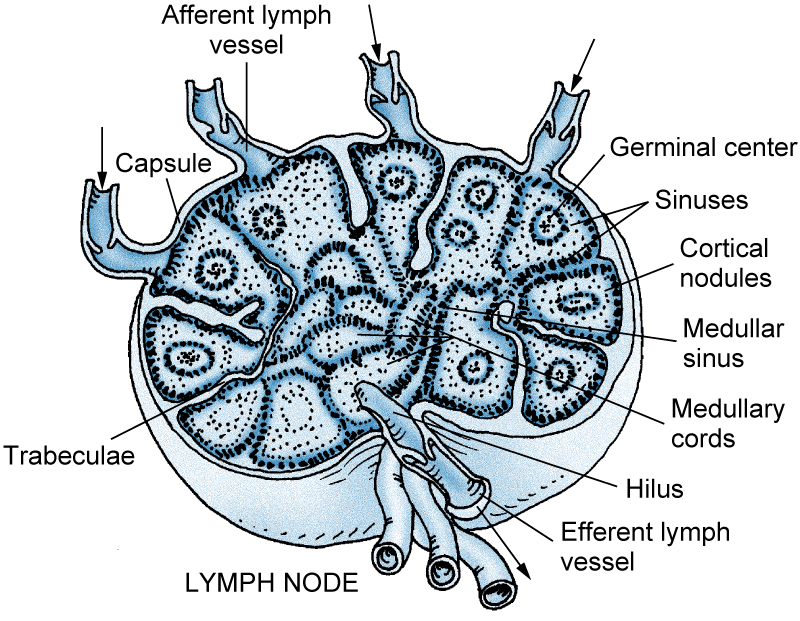 Afferent lymph
vessel
Capsule
Germinal center
Sinuses
Cortical
nodules
Medullar
sinus
Medullary
cords
Trabeculae
Hilus
Efferent lymph
vessel
LYMPH NODE